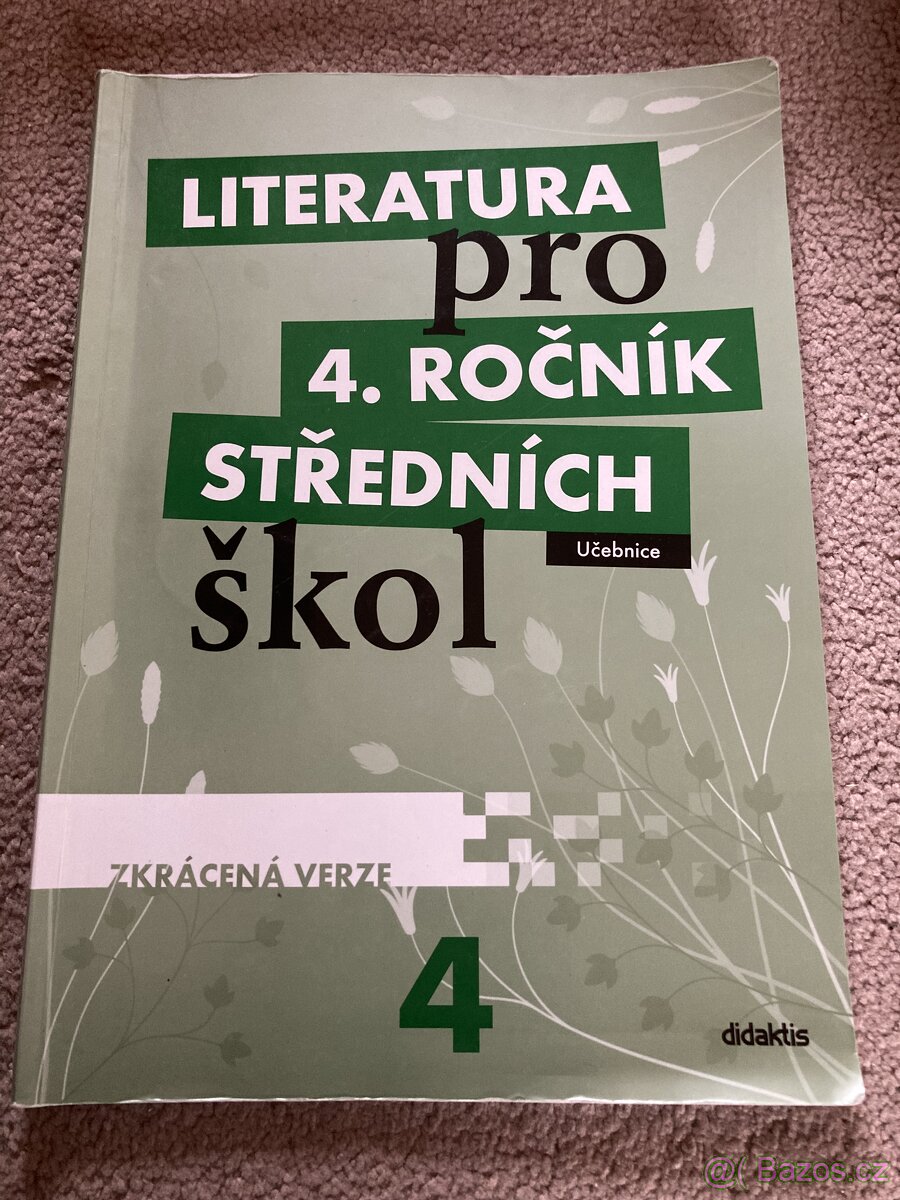 LITERATURA
pro
4. ROČNÍK
STŘEDNÍCH
Učebnice
škol
ZKRÁCENÁ VERZE
4
didaktis
@( Bazos.cz